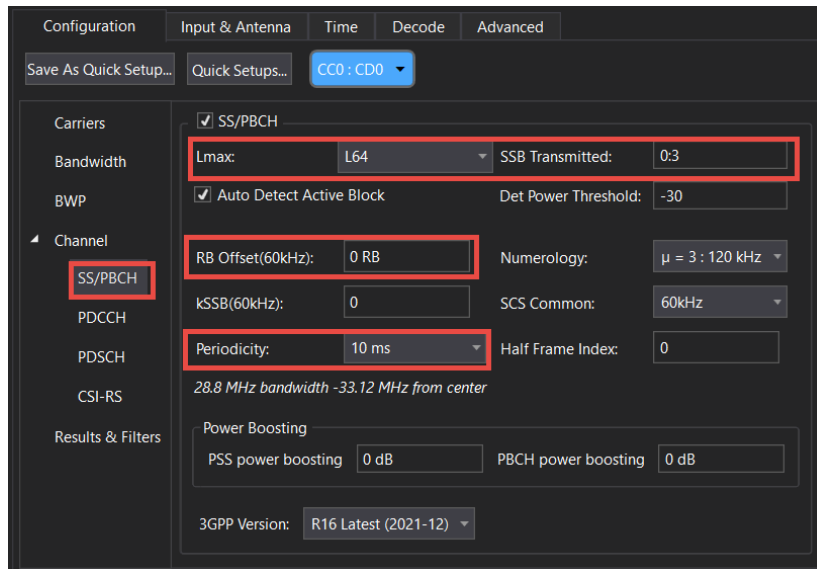 Configuration Input & Antenna Time Decode Advanced
Save As Quick Setup... Quick Setups... CC0 : CD0
Carriers
Bandwidth
BWP
Channel
SS/PBCH
PDCCH
PDSCH
CSI-RS
Results & Filters
SS/PBCH
Lmax: L64 SSB Transmitted: 0:3
Auto Detect Active Block Det Power Threshold: -30
RB Offset(60kHz): 0 RB Numerology: µ = 3 : 120 kHz
kSSB(60kHz): 0 SCS Common: 60kHz
Periodicity: 10 ms Half Frame Index: 0
28.8 MHz bandwidth -33.12 MHz from center
Power Boosting
PSS power boosting 0 dB PBCH power boosting 0 dB
3GPP Version: R16 Latest (2021-12)